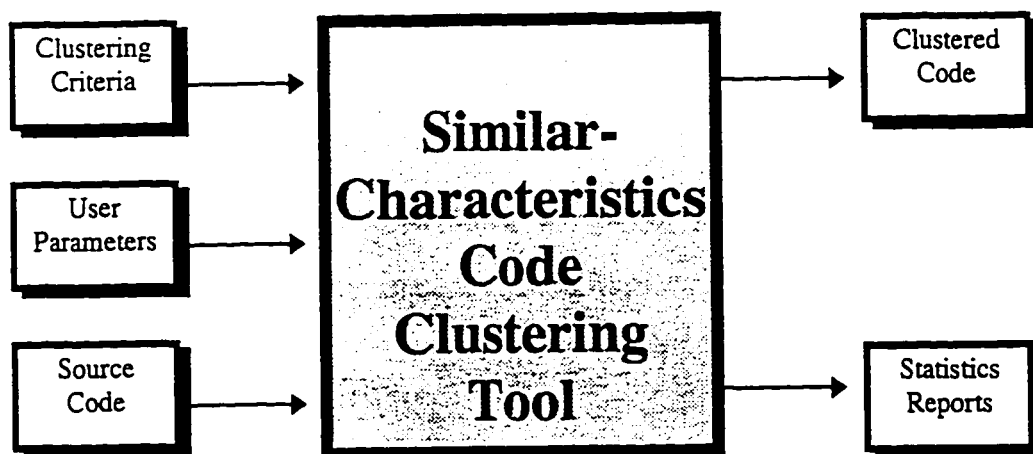 Clustering
Criteria
User
Parameters
Source
Code
Similar-
Characteristics
Code
Clustering
Tool
Clustered
Code
Statistics
Reports